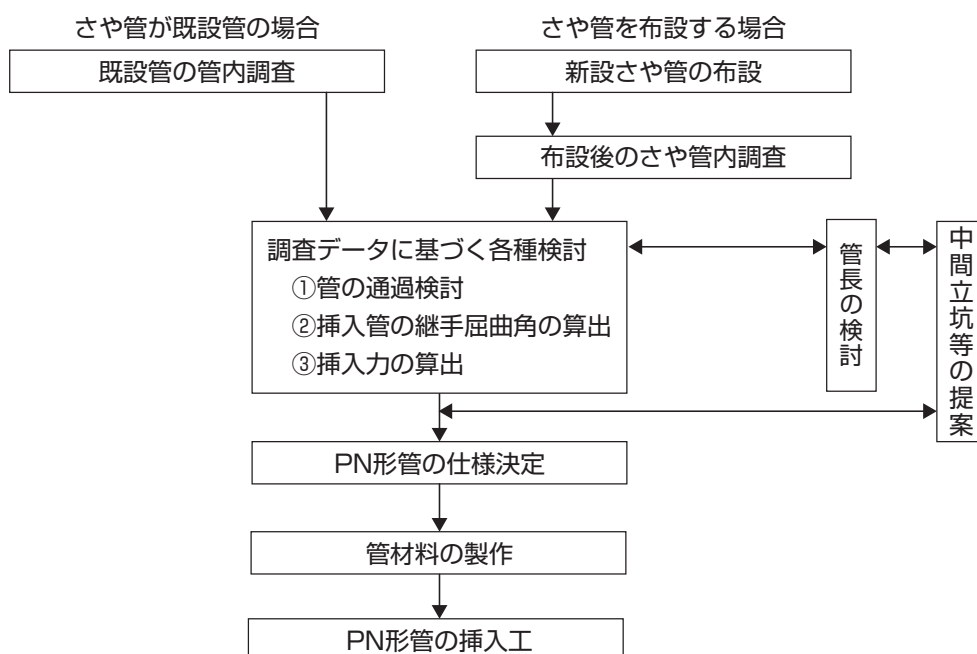 さや管が既設管の場合
さや管を布設する場合
既設管の管内調査
新設さや管の布設
布設後のさや管内調査
調査データに基づく各種検討
①管の通過検討
②挿入管の継手屈曲角の算出
③挿入力の算出
管長の検討
中間立坑等の提案
PN形管の仕様決定
管材料の製作
PN形管の挿入工